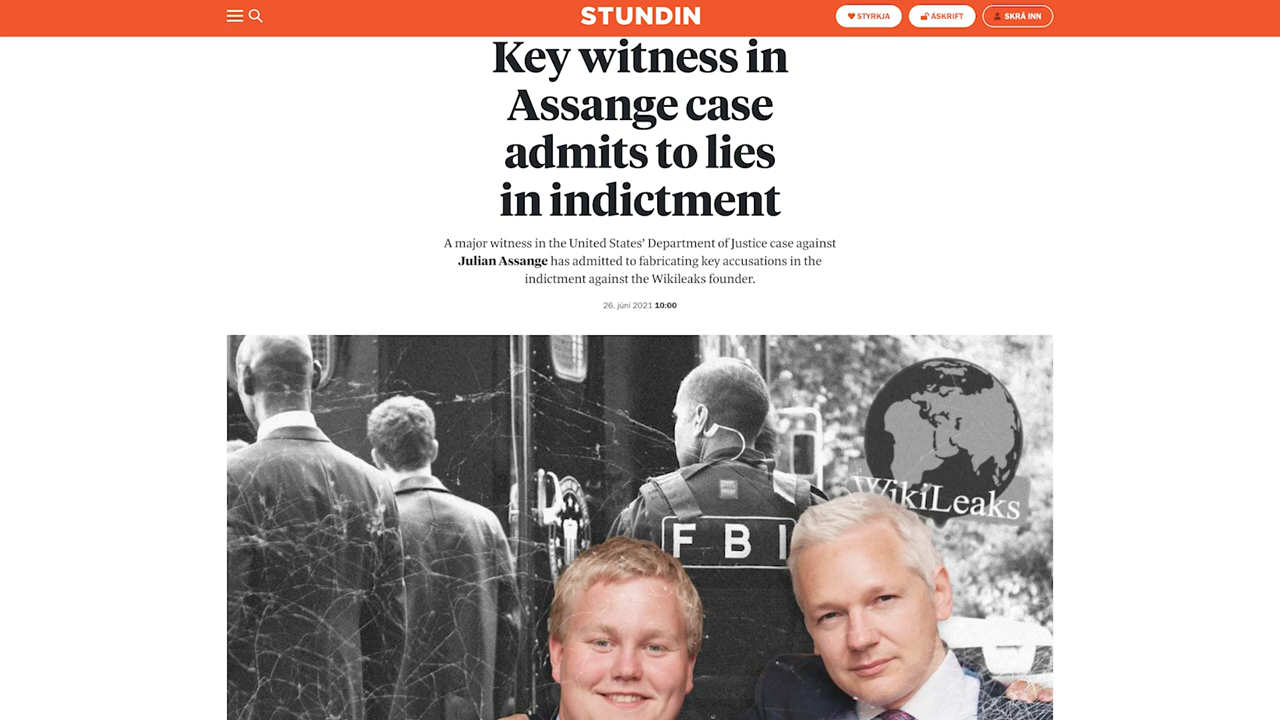 STUNDIN
STYRKJA
ÁSKRIFT
SKRÁ INN
Key witness in
Assange case
admits to lies
in indictment
A major witness in the United States’ Department of Justice case against
Julian Assange has admitted to fabricating key accusations in the
indictment against the Wikileaks founder.
26. júní 2021 10:00
WikiLeaks
FBI